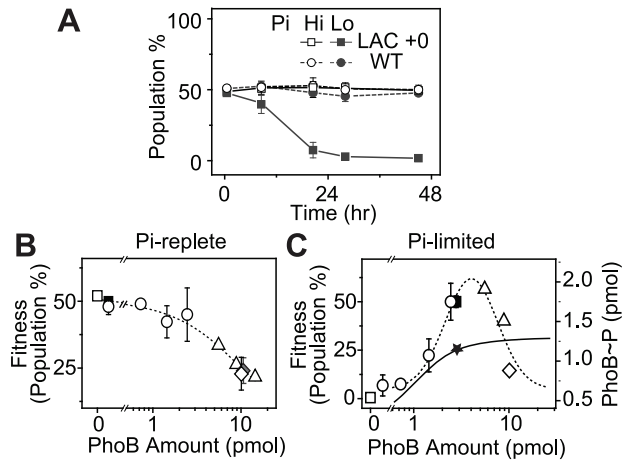 A
Pi Hi Lo
LAC +0
WT
Population %
100
50
0
0 24 48
Time (hr)
B Pi-replete
Fitness
(Population %)
50
25
0 1 10
PhoB Amount (pmol)
C Pi-limited
Fitness
(Population %)
50
25
0
0 1 10
PhoB Amount (pmol)
2.0
1.5
1.0
0.5
PhoB~P (pmol)